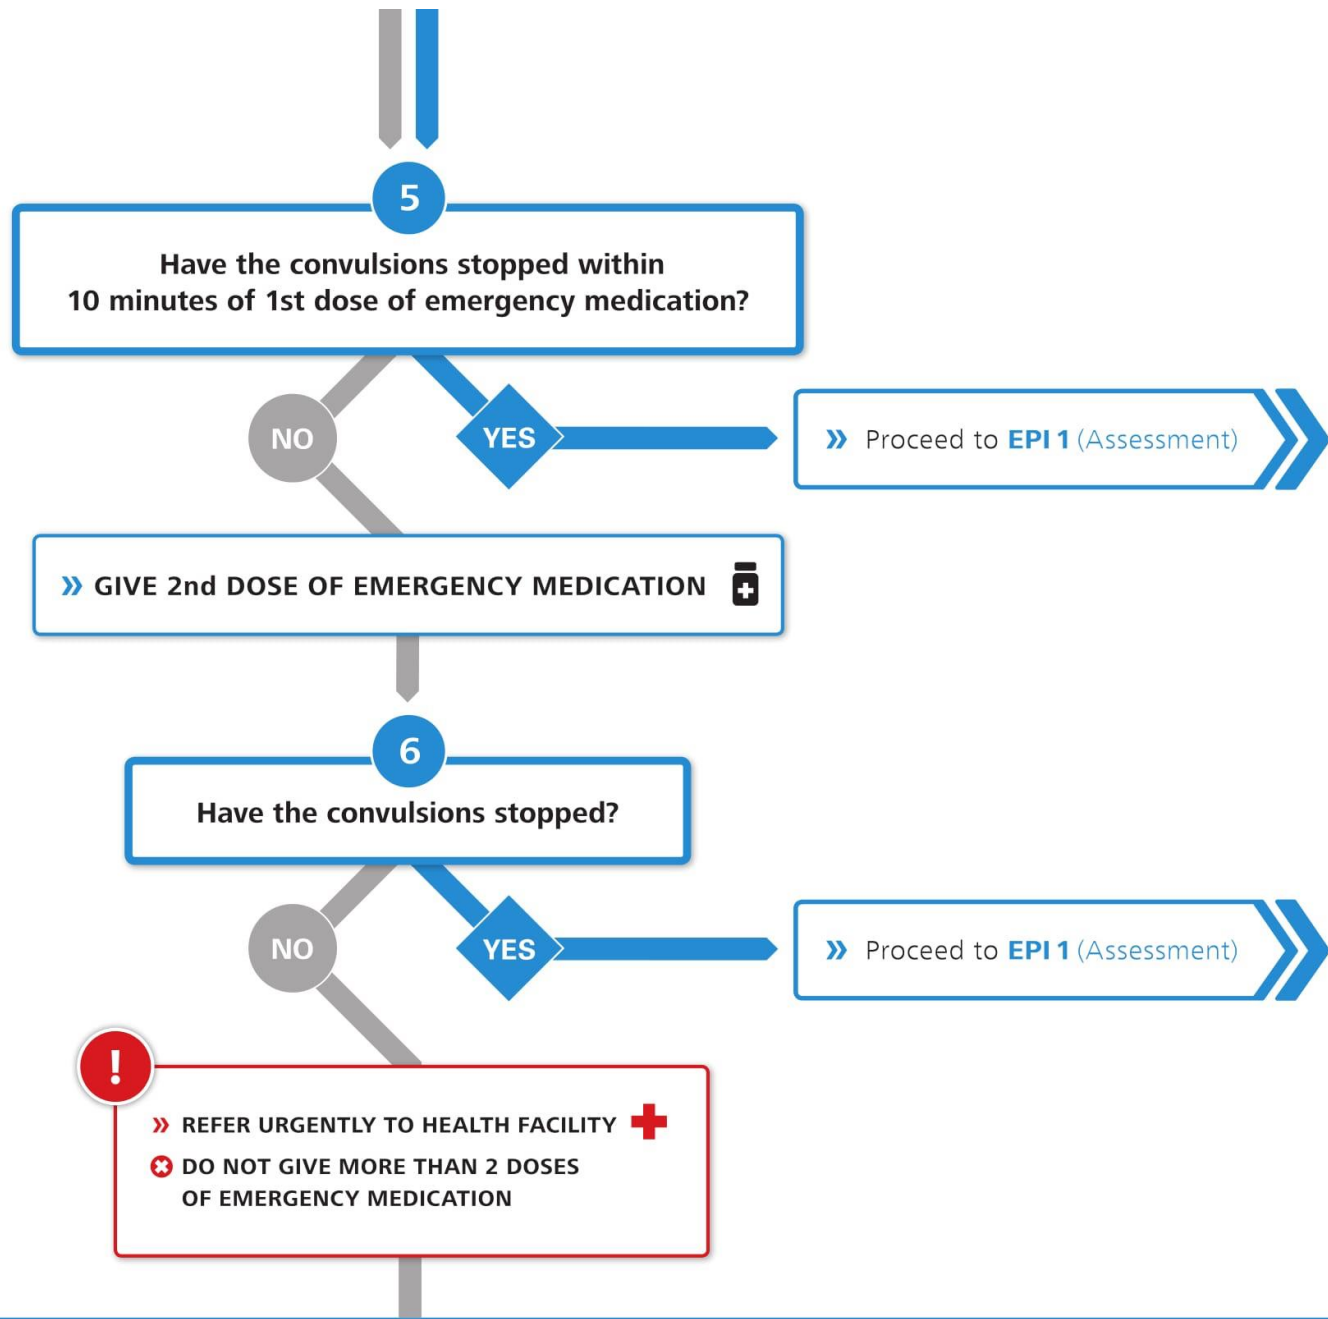 5
Have the convulsions stopped within
10 minutes of 1st dose of emergency medication?
NO
YES
» Proceed to EPI 1 (Assessment)
» GIVE 2nd DOSE OF EMERGENCY MEDICATION
6
Have the convulsions stopped?
NO
YES
» Proceed to EPI 1 (Assessment)
!
» REFER URGENTLY TO HEALTH FACILITY
DO NOT GIVE MORE THAN 2 DOSES
OF EMERGENCY MEDICATION